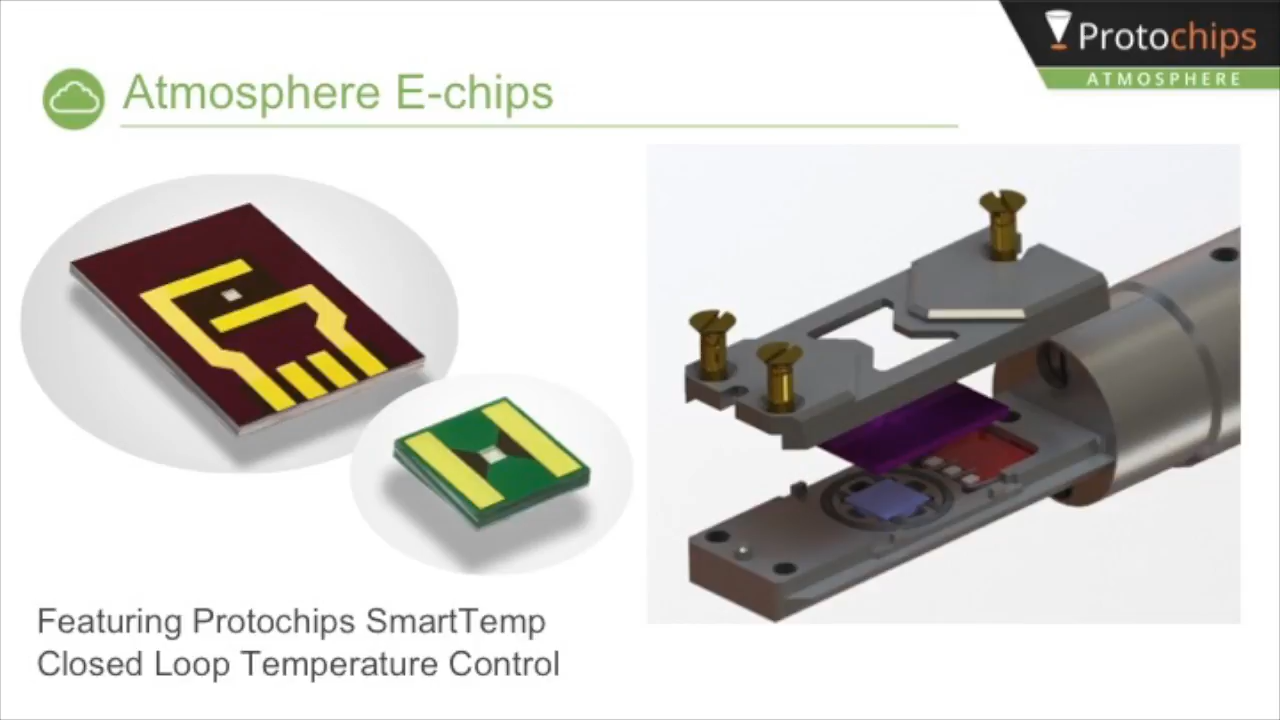 Protochips
ATMOSPHERE
Atmosphere E-chips
Featuring Protochips SmartTemp
Closed Loop Temperature Control